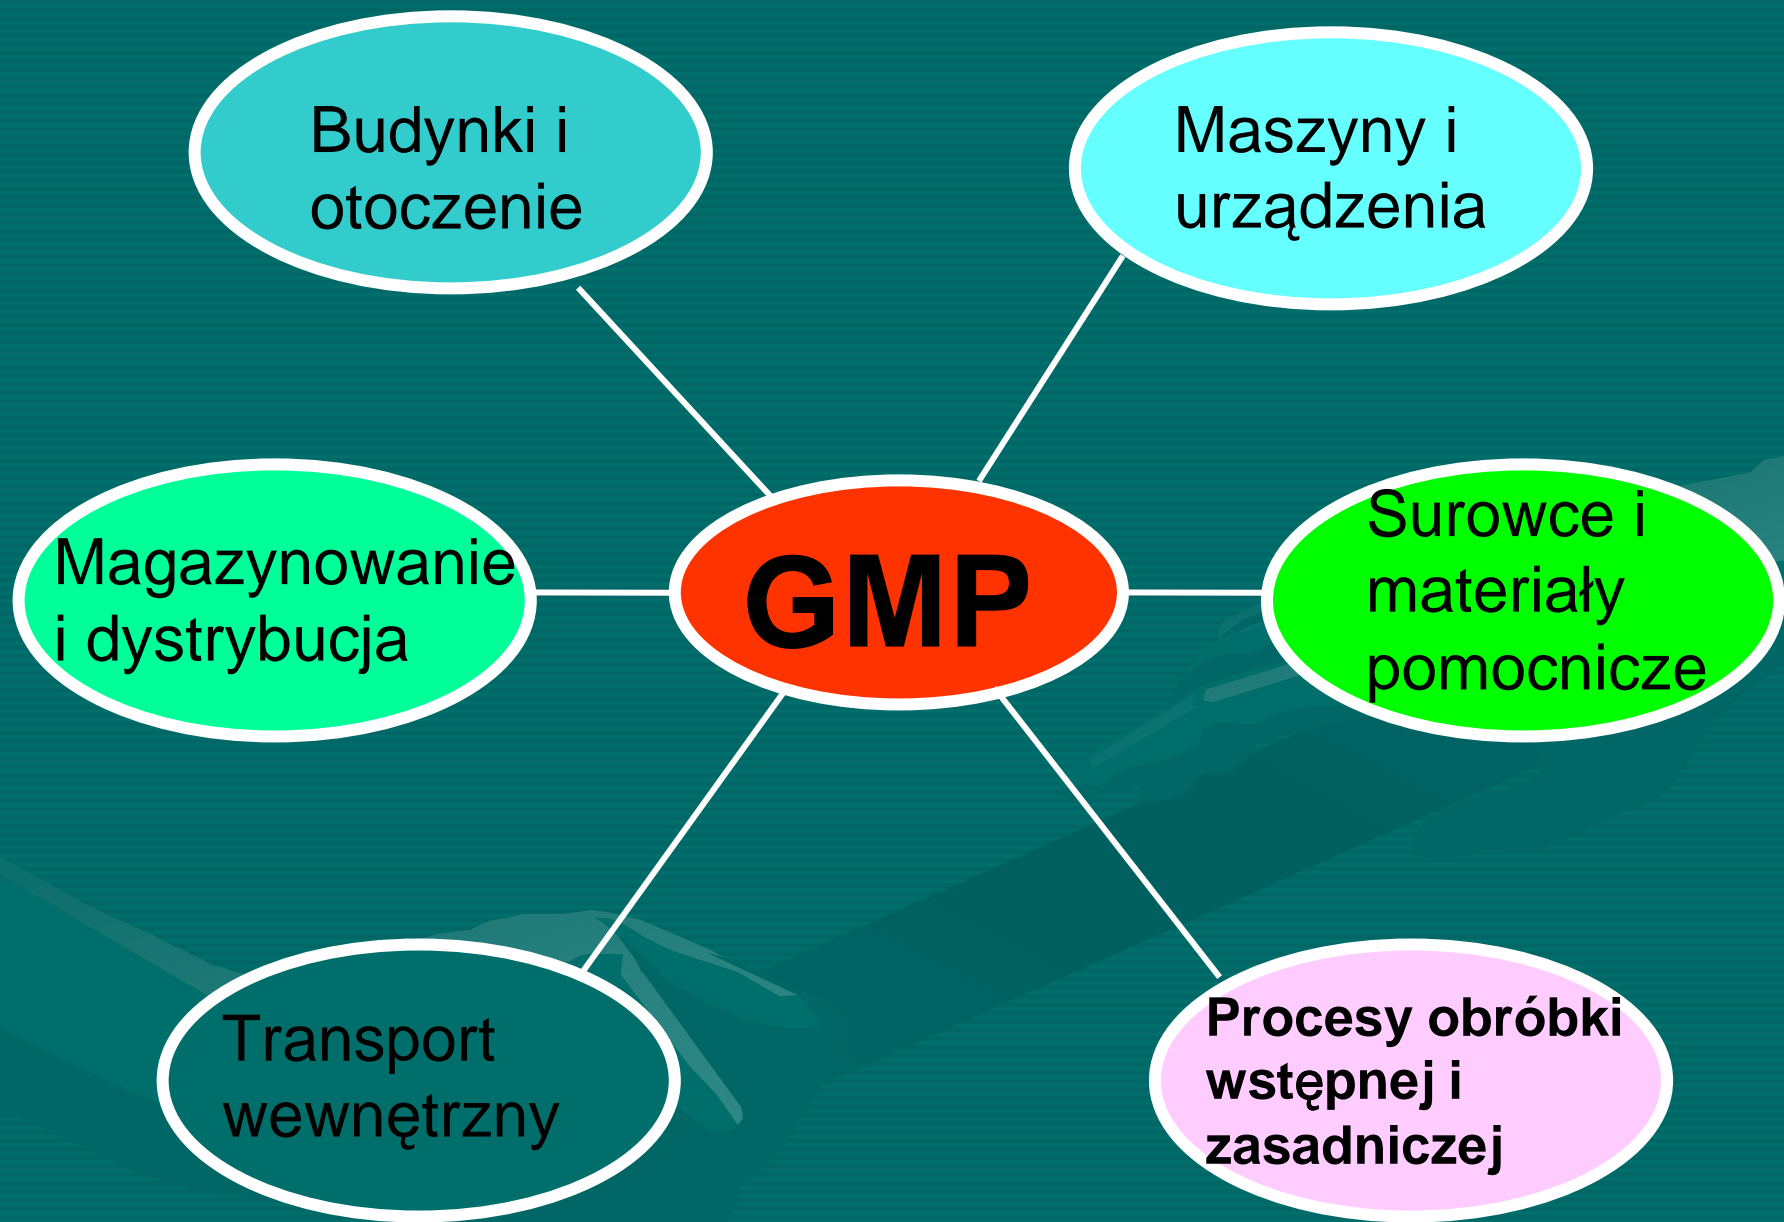 Budynki i
otoczenie
Maszyny i
urządzenia
Magazynowanie
i dystrybucja
GMP
Surowce i
materiały
pomocnicze
Transport
wewnętrzny
Procesy obróbki
wstępnej i
zasadniczej